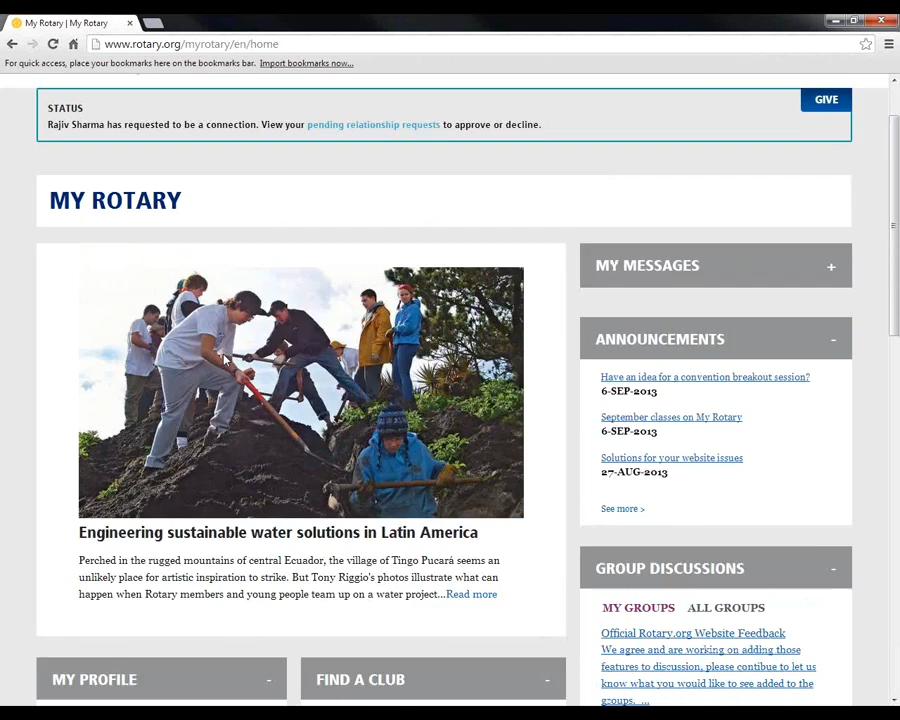 My Rotary | My Rotary
www.rotary.org/myrotary/en/home
For quick access, place your bookmarks here on the bookmarks bar. Import bookmarks now...
GIVE
STATUS
Rajiv Sharma has requested to be a connection. View your pending relationship requests to approve or decline.
MY ROTARY
Engineering sustainable water solutions in Latin America
Perched in the rugged mountains of central Ecuador, the village of Tingo Pucará seems an
unlikely place for artistic inspiration to strike. But Tony Riggio's photos illustrate what can
happen when Rotary members and young people team up on a water project...Read more
MY PROFILE -
FIND A CLUB -
MY MESSAGES +
ANNOUNCEMENTS -
Have an idea for a convention breakout session?
6-SEP-2013
September classes on My Rotary
6-SEP-2013
Solutions for your website issues
27-AUG-2013
See more >
GROUP DISCUSSIONS -
MY GROUPS ALL GROUPS
Official Rotary.org Website Feedback
We agree and are working on adding those
features to discussion, please contibue to let us
know what you would like to see added to the
groups. ...